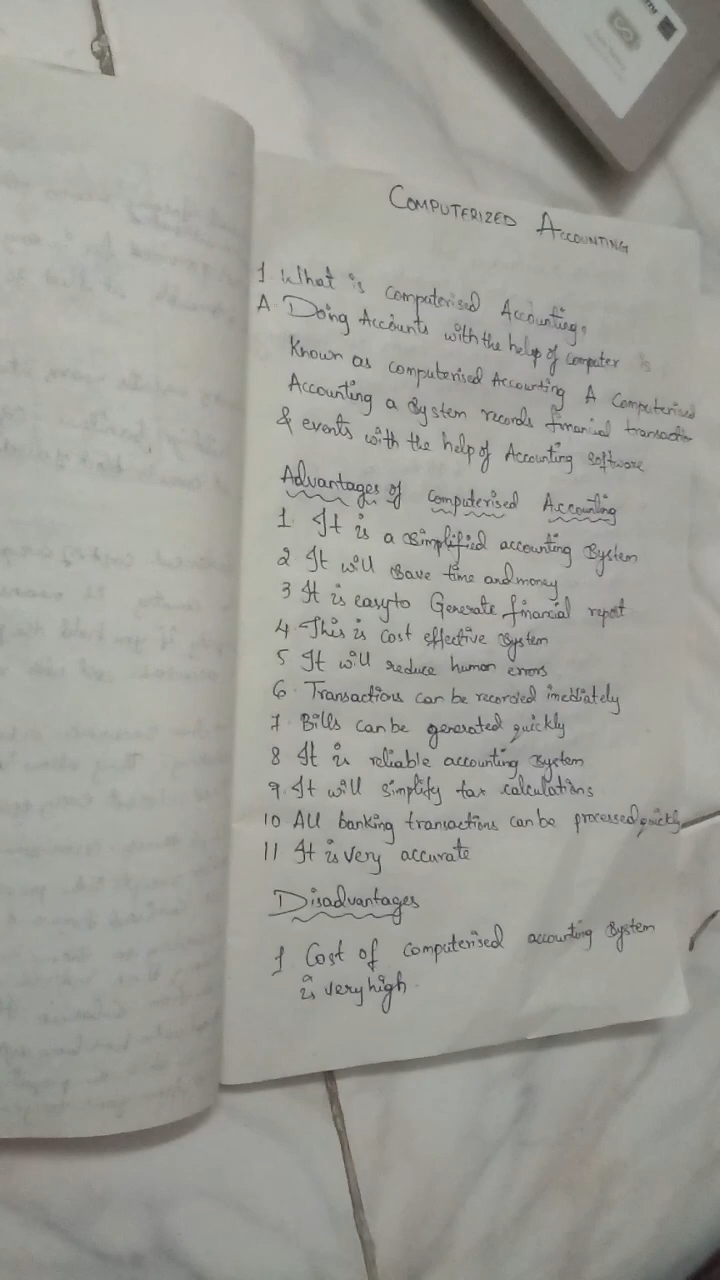 COMPUTERIZED ACCOUNTING
1 What is computerised Accounting.
A. Doing Accounts with the help of computer is
Known as computerised Accounting A Computerised
Accounting a System records financial transaction
& events with the help of Accounting Software
Advantages of Computerised Accounting
1. It is a simplified accounting System
2 It will Save time and money
3 It is easy to Generate financial report
4 This is cost effective System
5 It will reduce human errors
6. Transactions can be recorded imediately
7. Bills can be generated quickly
8 It is reliable accounting System
9. It will simplify tax calculations
10 All banking transactions can be processed quickly
11 It is very accurate
Disadvantages
1. Cost of computerised accounting System
is very high.